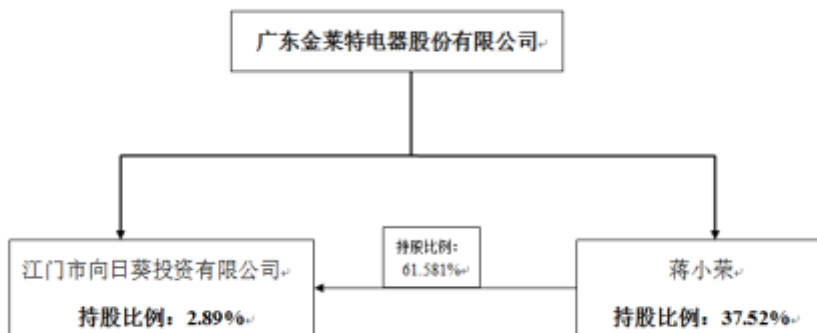 广东金莱特电器股份有限公司
持股比例：
61.581%
江门市向日葵投资有限公司
持股比例：2.89%
蒋小荣
持股比例：37.52%